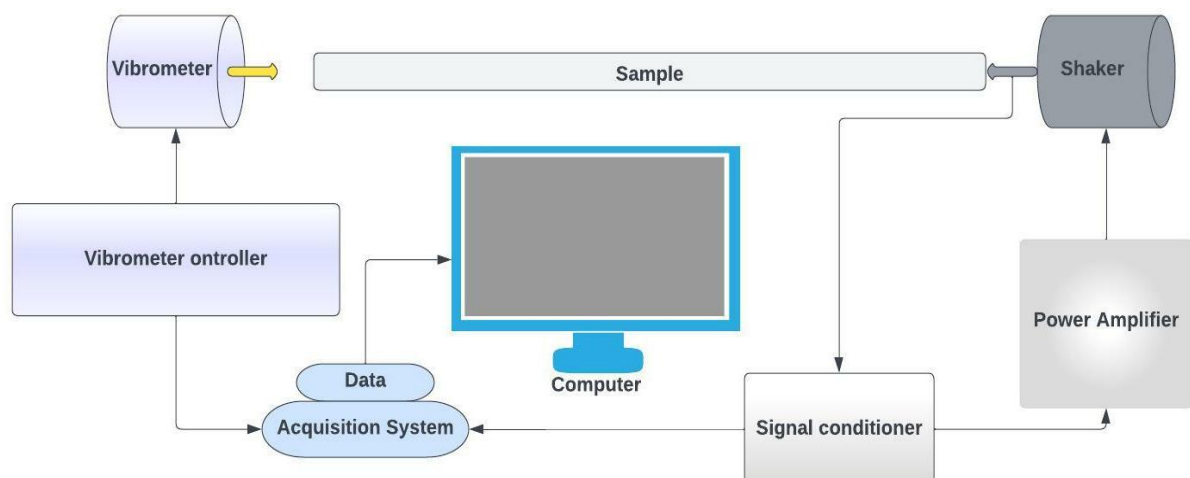 Vibrometer
Sample
Shaker
Vibrometer ontroller
Power Amplifier
Data
Computer
Acquisition System
Signal conditioner